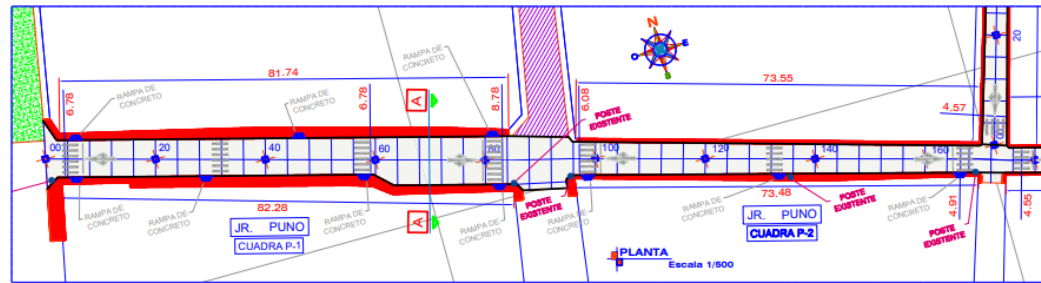 N
O
E
20
RAMPA DE
CONCRETO
RAMPA DE
CONCRETO
81.74
73.55
RAMPA DE
CONCRETO
RAMPA DE
CONCRETO
6.78
6.78
A
8.78
6.08
POSTE
EXISTENTE
4.57
00
20
40
60
80
100
120
140
160
82.28
73.48
RAMPA DE
CONCRETO
RAMPA DE
CONCRETO
RAMPA DE
CONCRETO
A
RAMPA DE
CONCRETO
POSTE
EXISTENTE
RAMPA DE
CONCRETO
POSTE
EXISTENTE
RAMPA DE
CONCRETO
4.91
4.55
POSTE
EXISTENTE
JR. PUNO
CUADRA P-1
JR. PUNO
CUADRA P-2
PLANTA
Escala 1/500